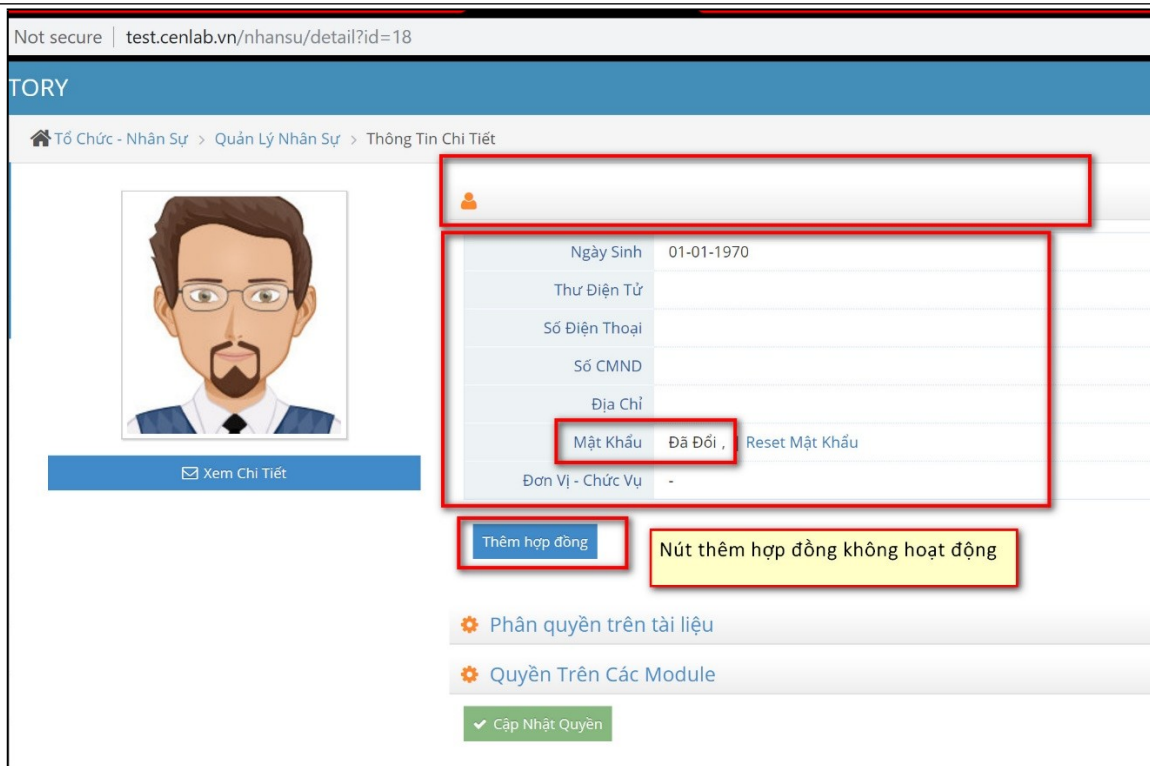 Not secure | test.cenlab.vn/nhansu/detail?id=18
TORY
Tổ Chức - Nhân Sự > Quản Lý Nhân Sự > Thông Tin Chi Tiết
Ngày Sinh 01-01-1970
Thư Điện Tử
Số Điện Thoại
Số CMND
Địa Chỉ
Mật Khẩu Đã Đổi , | Reset Mật Khẩu
Xem Chi Tiết
Đơn Vị - Chức Vụ -
Thêm hợp đồng
Nút thêm hợp đồng không hoạt động
Phân quyền trên tài liệu
Quyền Trên Các Module
Cập Nhật Quyền